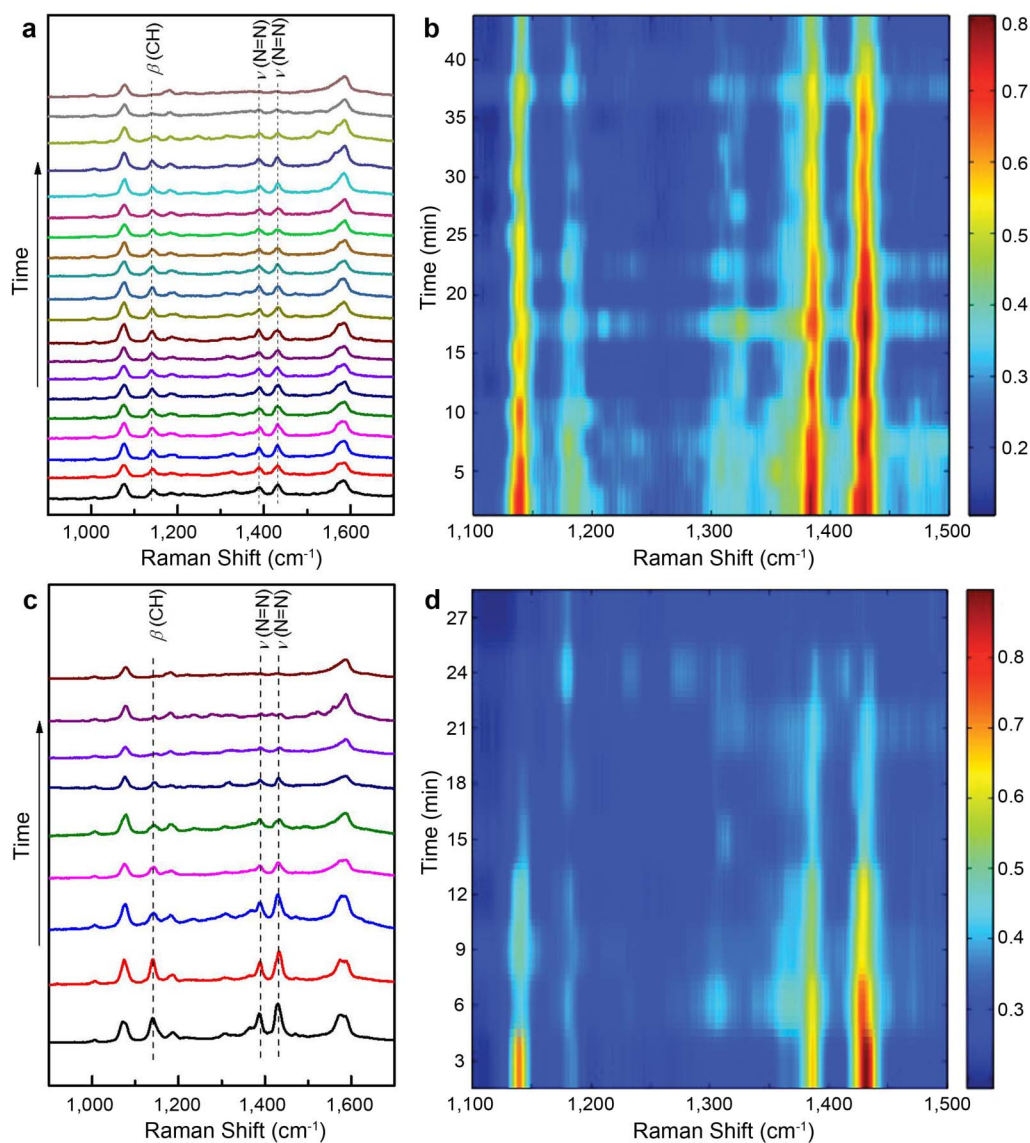 a
β (CH)
ν (N=N)
ν (N=N)
Time
1,000
1,200
1,400
1,600
Raman Shift (cm-1)
b
40
35
30
25
20
15
10
5
Time (min)
1,100
1,200
1,300
1,400
1,500
Raman Shift (cm-1)
0.8
0.7
0.6
0.5
0.4
0.3
0.2
c
β (CH)
ν (N=N)
ν (N=N)
Time
1,000
1,200
1,400
1,600
Raman Shift (cm-1)
d
27
24
21
18
15
12
9
6
3
Time (min)
1,100
1,200
1,300
1,400
1,500
Raman Shift (cm-1)
0.8
0.7
0.6
0.5
0.4
0.3